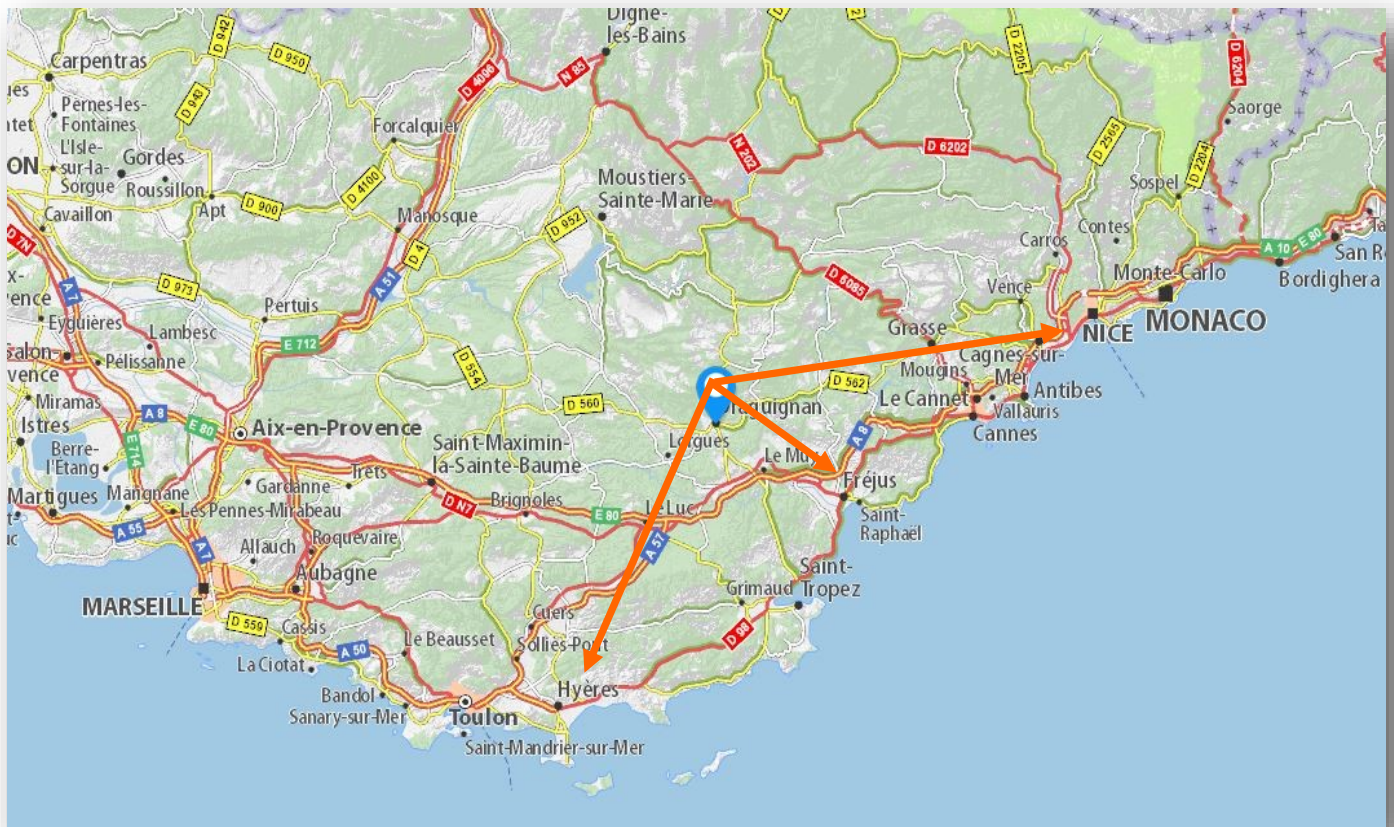 Digne-
les-Bains
D 942
D 950
N 85
D 4096
D 2205
D 6204
Carpentras
D 943
Saorge
Pernes-les-
Fontaines
Forcalquier
D 2565
L'Isle-
sur-la-
Sorgue
Gordes
N 202
D 6202
D 2204
Roussillon
D 4100
Moustiers-
Sainte-Marie
Sospel
Apt
D 900
Cavaillon
Manosque
D 952
Contes
D 7N
D 4
Carros
A 10
E 80
San R
A 7
A 51
D 6085
Monte-Carlo
Bordighera
D 973
Pertuis
Vence
MONACO
Eyguières
Lambesc
E 712
Grasse
NICE
Pélissanne
D 554
Cagnes-sur-
Mer
Mougins
Miramas
D 560
D 562
Antibes
Le Cannet
A 8
E 80
Draguignan
Vallauris
Istres
Aix-en-Provence
Cannes
Berre-
l'Etang
E 714
Saint-Maximin-
la-Sainte-Baume
Lorgues
A 8
Le Muy
Trets
Gardanne
Fréjus
Martigues
Marignane
D N7
Brignoles
Les Pennes-Mirabeau
E 80
Le Luc
Saint-
Raphaël
A 55
A 7
Allauch
Roquevaire
A 57
Aubagne
Saint-
Tropez
Grimaud
MARSEILLE
D 559
Cassis
Cuers
D 98
Le Beausset
Solliès-Pont
A 50
La Ciotat
Bandol
Hyères
Sanary-sur-Mer
Toulon
Saint-Mandrier-sur-Mer